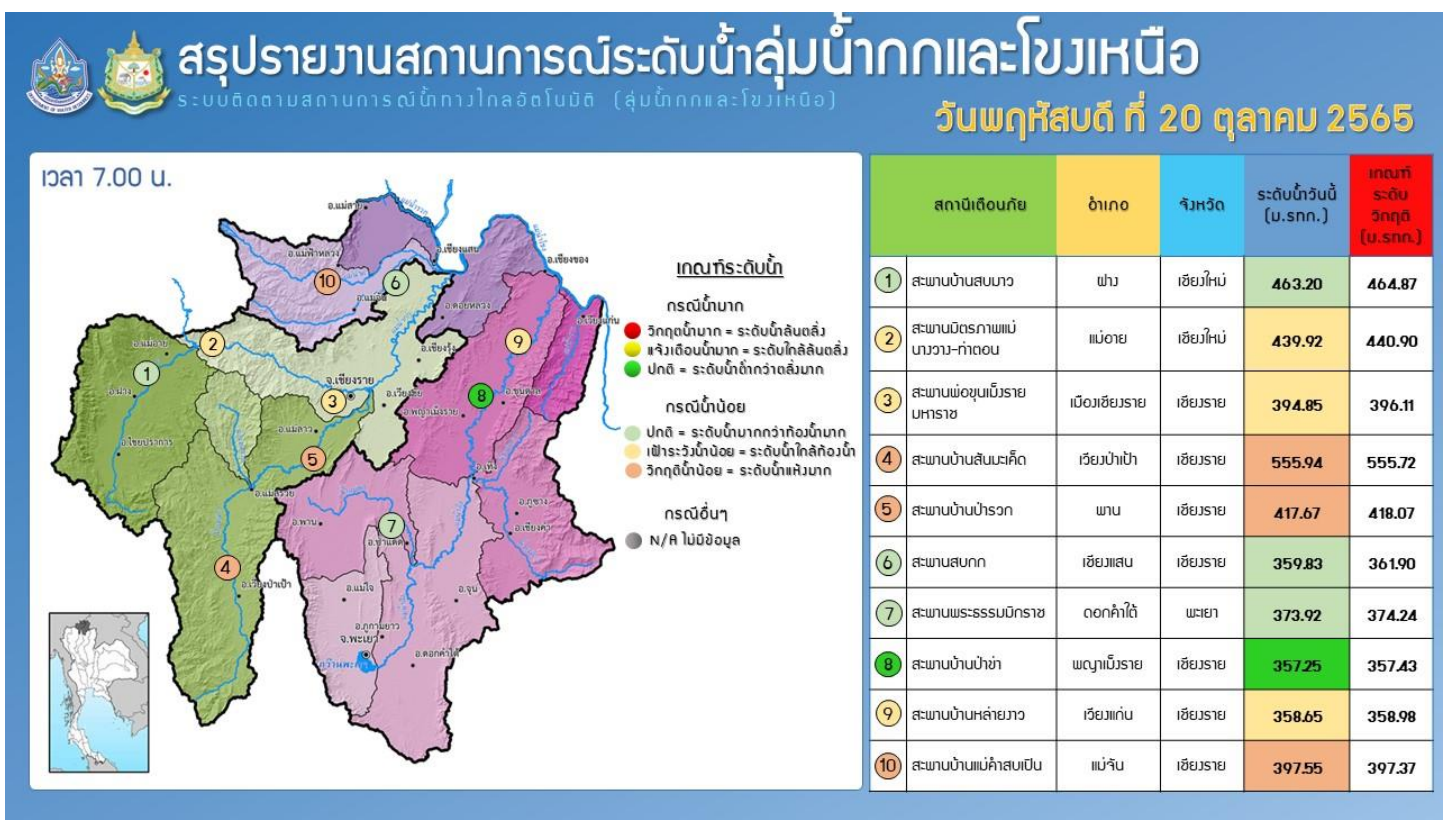 สรุปรายงานสถานการณ์ระดับน้ำลุ่มน้ำกกและโขงเหนือ
ระบบติดตามสถานการณ์น้ำทางไกลอัตโนมัติ (ลุ่มน้ำกกและโขงเหนือ)
วันพฤหัสบดี ที่ 20 ตุลาคม 2565
เวลา 7.00 น.
อ.แม่สาย
อ.แม่ฟ้าหลวง
อ.เชียงแสน
อ.เชียงของ
10
6
อ.แม่จัน
อ.ดอยหลวง
อ.เวียงแก่น
อ.แม่อาย
2
9
อ.เชียงรุ้ง
1
อ.ฝาง
จ.เชียงราย
3
อ.เวียงชัย
8
อ.ขุนตาล
อ.พญาเม็งราย
อ.ไชยปราการ
อ.แม่ลาว
5
อ.เทิง
อ.แม่สรวย
อ.พาน
7
อ.ป่าแดด
อ.ภูซาง
อ.เชียงคำ
4
อ.เวียงป่าเป้า
อ.แม่ใจ
อ.จุน
อ.ภูกามยาว
จ.พะเยา
อ.ดอกคำใต้
กว๊านพะเยา
เกณฑ์ระดับน้ำ
กรณีน้ำมาก
วิกฤตน้ำมาก = ระดับน้ำล้นตลิ่ง
แจ้งเตือนน้ำมาก = ระดับใกล้ล้นตลิ่ง
ปกติ = ระดับน้ำต่ำกว่าตลิ่งมาก
กรณีน้ำน้อย
ปกติ = ระดับน้ำมากกว่าท้องน้ำมาก
เฝ้าระวังน้ำน้อย = ระดับน้ำใกล้ท้องน้ำ
วิกฤติน้ำน้อย = ระดับน้ำแห้งมาก
กรณีอื่นๆ
N/A ไม่มีข้อมูล
สถานีเตือนภัย อำเภอ จังหวัด ระดับน้ำวันนี้ (ม.รทก.) เกณฑ์ระดับวิกฤติ (ม.รทก.)
1 สะพานบ้านสบมาว ฝาง เชียงใหม่ 463.20 464.87
2 สะพานมิตรภาพแม่นางวาง-ท่าตอน แม่อาย เชียงใหม่ 439.92 440.90
3 สะพานพ่อขุนเม็งรายมหาราช เมืองเชียงราย เชียงราย 394.85 396.11
4 สะพานบ้านสันมะเค็ด เวียงป่าเป้า เชียงราย 555.94 555.72
5 สะพานบ้านป่ารวก พาน เชียงราย 417.67 418.07
6 สะพานสบกก เชียงแสน เชียงราย 359.83 361.90
7 สะพานพระธรรมมิกราช ดอกคำใต้ พะเยา 373.92 374.24
8 สะพานบ้านป่าข่า พญาเม็งราย เชียงราย 357.25 357.43
9 สะพานบ้านหล่ายงาว เวียงแก่น เชียงราย 358.65 358.98
10 สะพานบ้านแม่คำสบเปิน แม่จัน เชียงราย 397.55 397.37